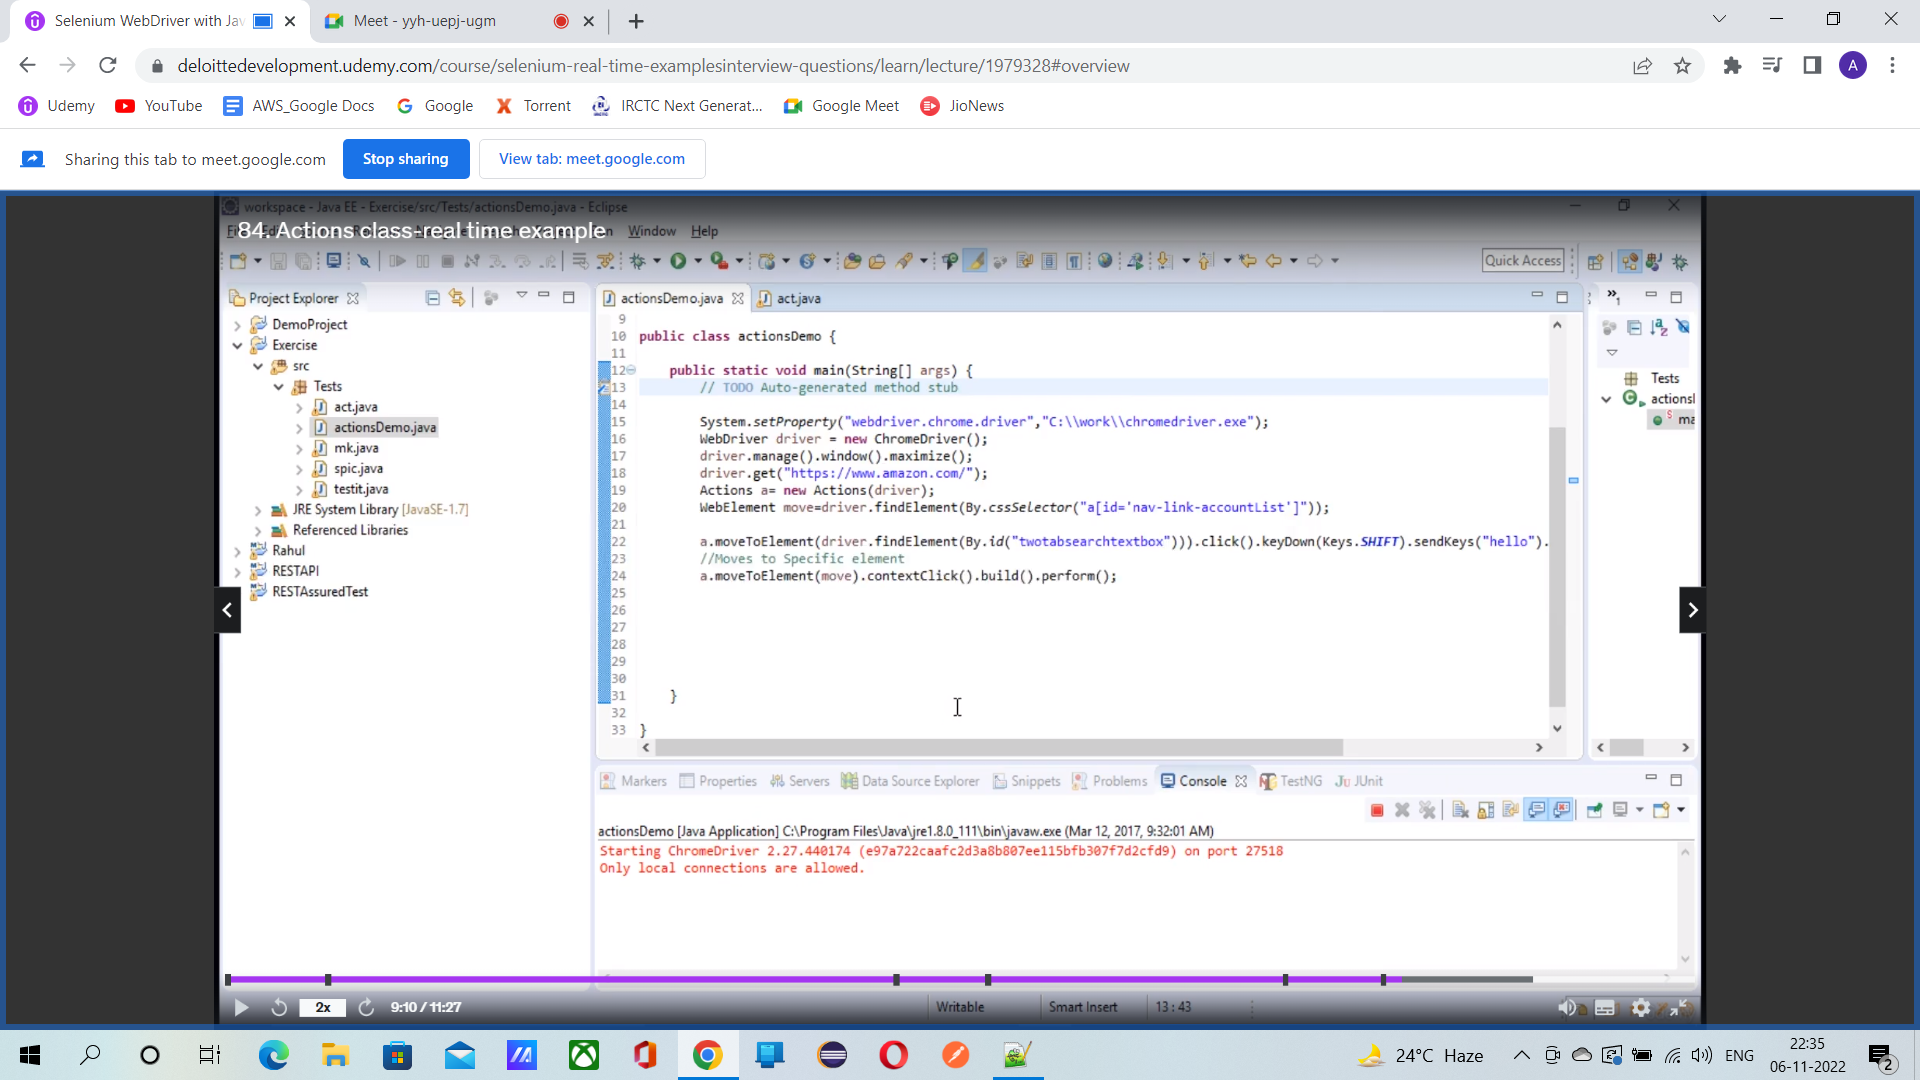 Selenium WebDriver with Jav
Meet - yyh-uepj-ugm
deloittedevelopment.udemy.com/course/selenium-real-time-examplesinterview-questions/learn/lecture/1979328#overview
A
Udemy
YouTube
AWS_Google Docs
Google
Torrent
IRCTC Next Generat...
Google Meet
JioNews
Sharing this tab to meet.google.com
Stop sharing
View tab: meet.google.com
workspace - Java EE - Exercise/src/Tests/actionsDemo.java - Eclipse
84. Actions class-real time example
Window Help
Quick Access
Project Explorer
actionsDemo.java
act.java
DemoProject
Exercise
src
Tests
act.java
actionsDemo.java
mk.java
spic.java
testit.java
JRE System Library [JavaSE-1.7]
Referenced Libraries
Rahul
RESTAPI
RESTAssuredTest
9
10 public class actionsDemo {
11
12 public static void main(String[] args) {
13 // TODO Auto-generated method stub
14
15 System.setProperty("webdriver.chrome.driver","C:\\work\\chromedriver.exe");
16 WebDriver driver = new ChromeDriver();
17 driver.manage().window().maximize();
18 driver.get("https://www.amazon.com/");
19 Actions a= new Actions(driver);
20 WebElement move=driver.findElement(By.cssSelector("a[id='nav-link-accountList']"));
21
22 a.moveToElement(driver.findElement(By.id("twotabsearchtextbox"))).click().keyDown(Keys.SHIFT).sendKeys("hello").
23 //Moves to Specific element
24 a.moveToElement(move).contextClick().build().perform();
25
26
27
28
29
30
31 }
32
33 }
Tests
actionsl
ma
Markers
Properties
Servers
Data Source Explorer
Snippets
Problems
Console
TestNG
JUnit
actionsDemo [Java Application] C:\Program Files\Java\jre1.8.0_111\bin\javaw.exe (Mar 12, 2017, 9:32:01 AM)
Starting ChromeDriver 2.27.440174 (e97a722caafc2d3a8b807ee115bfb307f7d2cfd9) on port 27518
Only local connections are allowed.
2x
9:10 / 11:27
Writable
Smart Insert
13 : 43
24°C Haze
ENG
22:35
06-11-2022
2